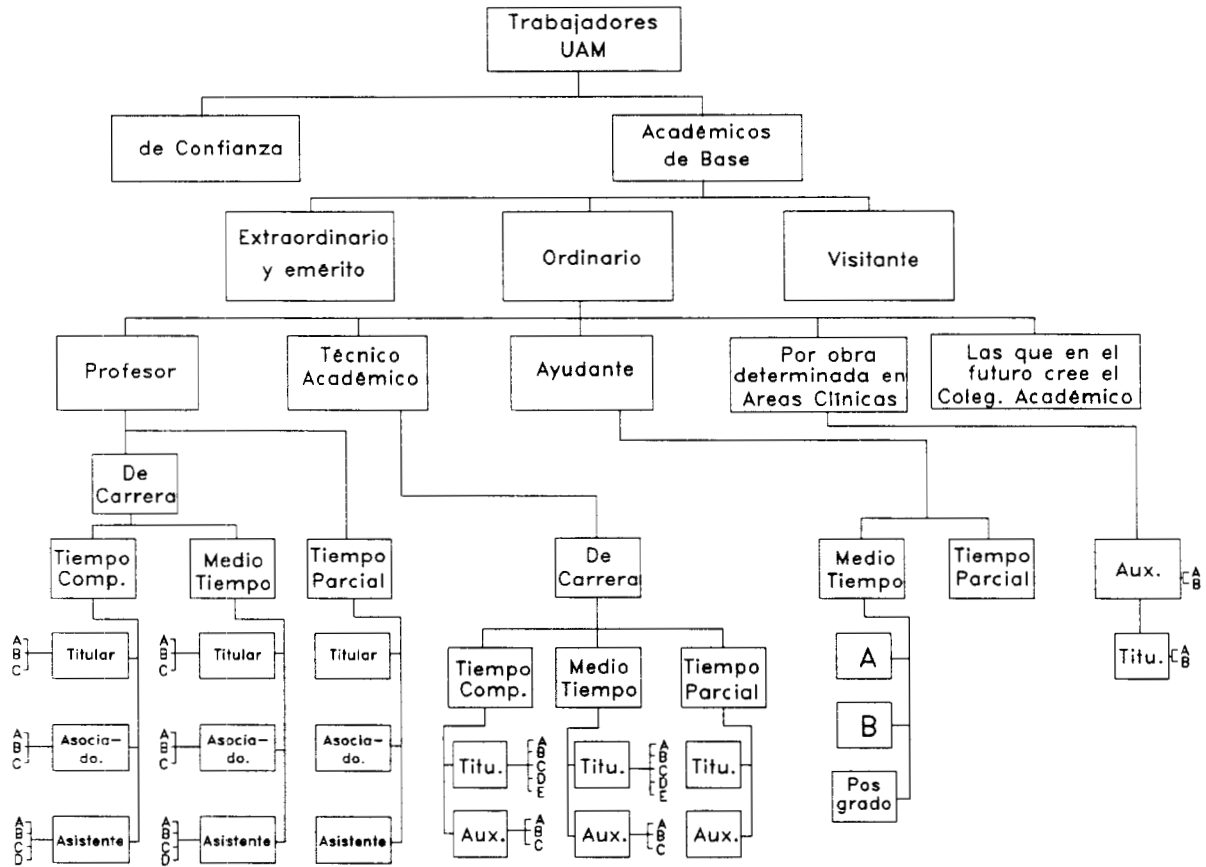 Trabajadores
UAM
de Confianza
Académicos
de Base
Extraordinario
y emérito
Ordinario
Visitante
Profesor
Técnico
Académico
Ayudante
Por obra
determinada en
Areas Clínicas
Las que en el
futuro cree el
Coleg. Académico
De
Carrera
Tiempo
Comp.
Medio
Tiempo
Tiempo
Parcial
De
Carrera
Medio
Tiempo
Tiempo
Parcial
Aux.
A
B
Titu.
A
B
A
B
C
Titular
A
B
C
Titular
Titular
A
B
C
Asocia-
do.
A
B
C
Asocia-
do.
Asocia-
do.
A
B
C
D
Asistente
A
B
C
D
Asistente
Asistente
Tiempo
Comp.
Medio
Tiempo
Tiempo
Parcial
Titu.
A
B
C
D
E
Titu.
A
B
C
D
E
Titu.
Aux.
A
B
C
Aux.
A
B
C
Aux.
A
B
Pos
grado